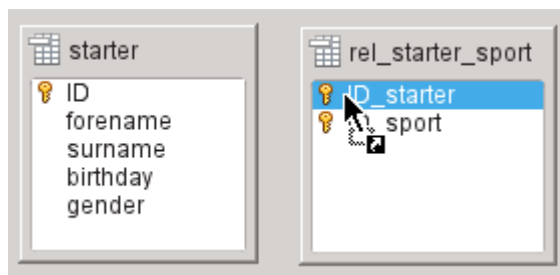 starter
ID
forename
surname
birthday
gender
rel_starter_sport
ID_starter
sport